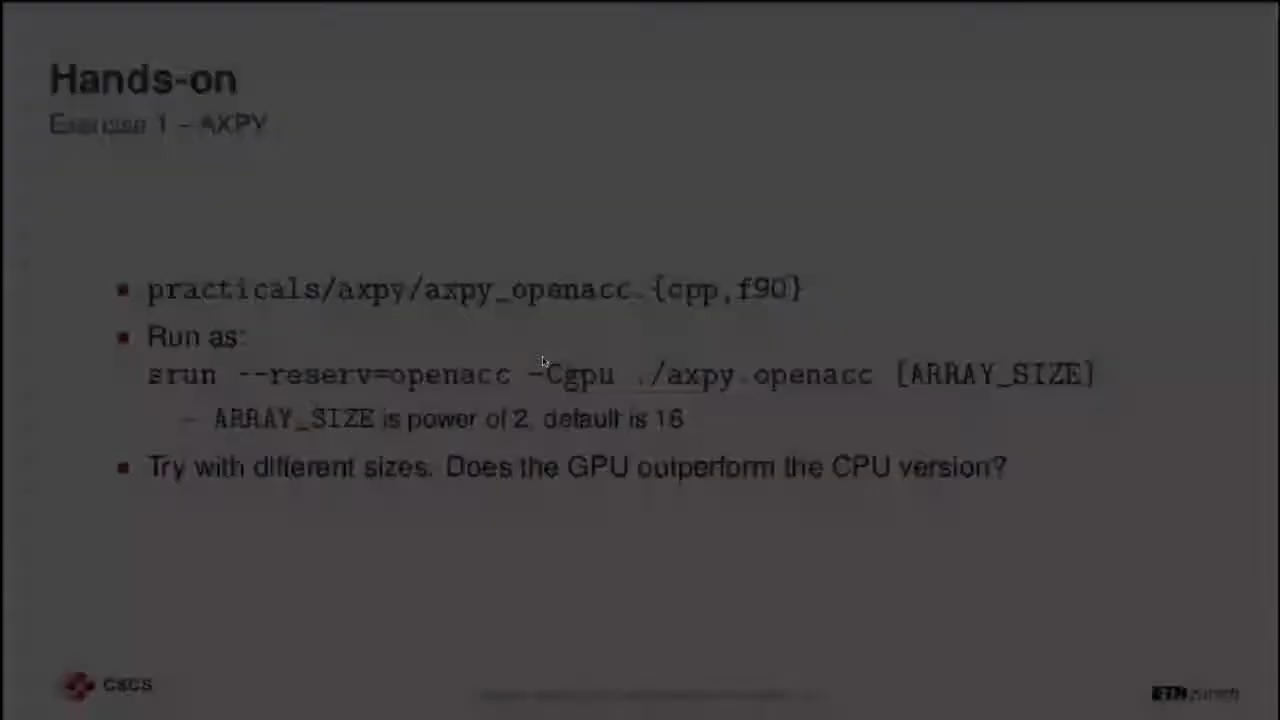 Hands-on
Exercise 1 – AXPY
practicals/axpy/axpy_openacc.{cpp,f90}
Run as:
srun --reserv=openacc -Cgpu ./axpy.openacc [ARRAY_SIZE]
– ARRAY_SIZE is power of 2, default is 16
Try with different sizes. Does the GPU outperform the CPU version?
CSCS
ETH zürich